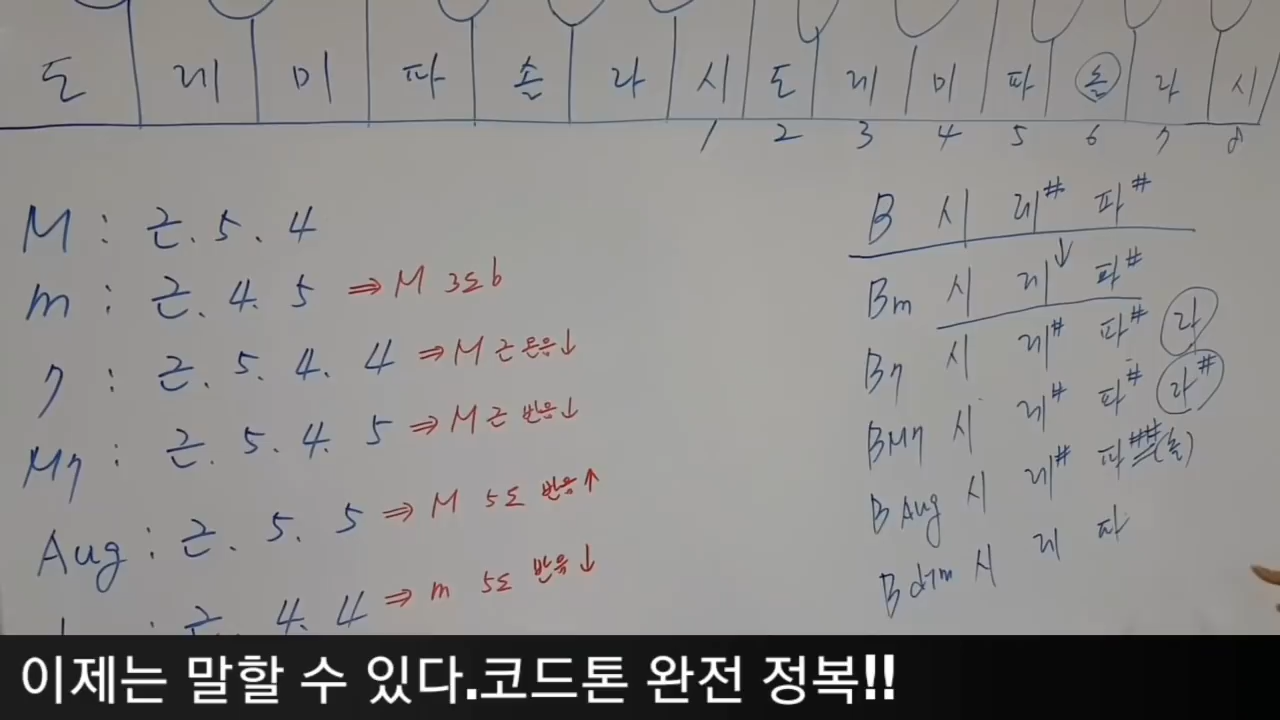 도 레 미 파 솔 라 시 도 레 미 파 솔 라 시
1 2 3 4 5 6 7 8
M : 근. 5. 4
m : 근. 4. 5 ⇒ M 3도b
7 : 근. 5. 4. 4 ⇒ M 근 온음↓
M7 : 근. 5. 4. 5 ⇒ M 근 반음↓
Aug : 근. 5. 5 ⇒ M 5도 반음↑
: 근. 4. 4 ⇒ m 5도 반음↓
B 시 레# 파#
Bm 시 레↓ 파#
B7 시 레# 파# 라
BM7 시 레# 파# 라#
B Aug 시 레# 파## (솔)
B dim 시 레 파
이제는 말할 수 있다.코드톤 완전 정복!!